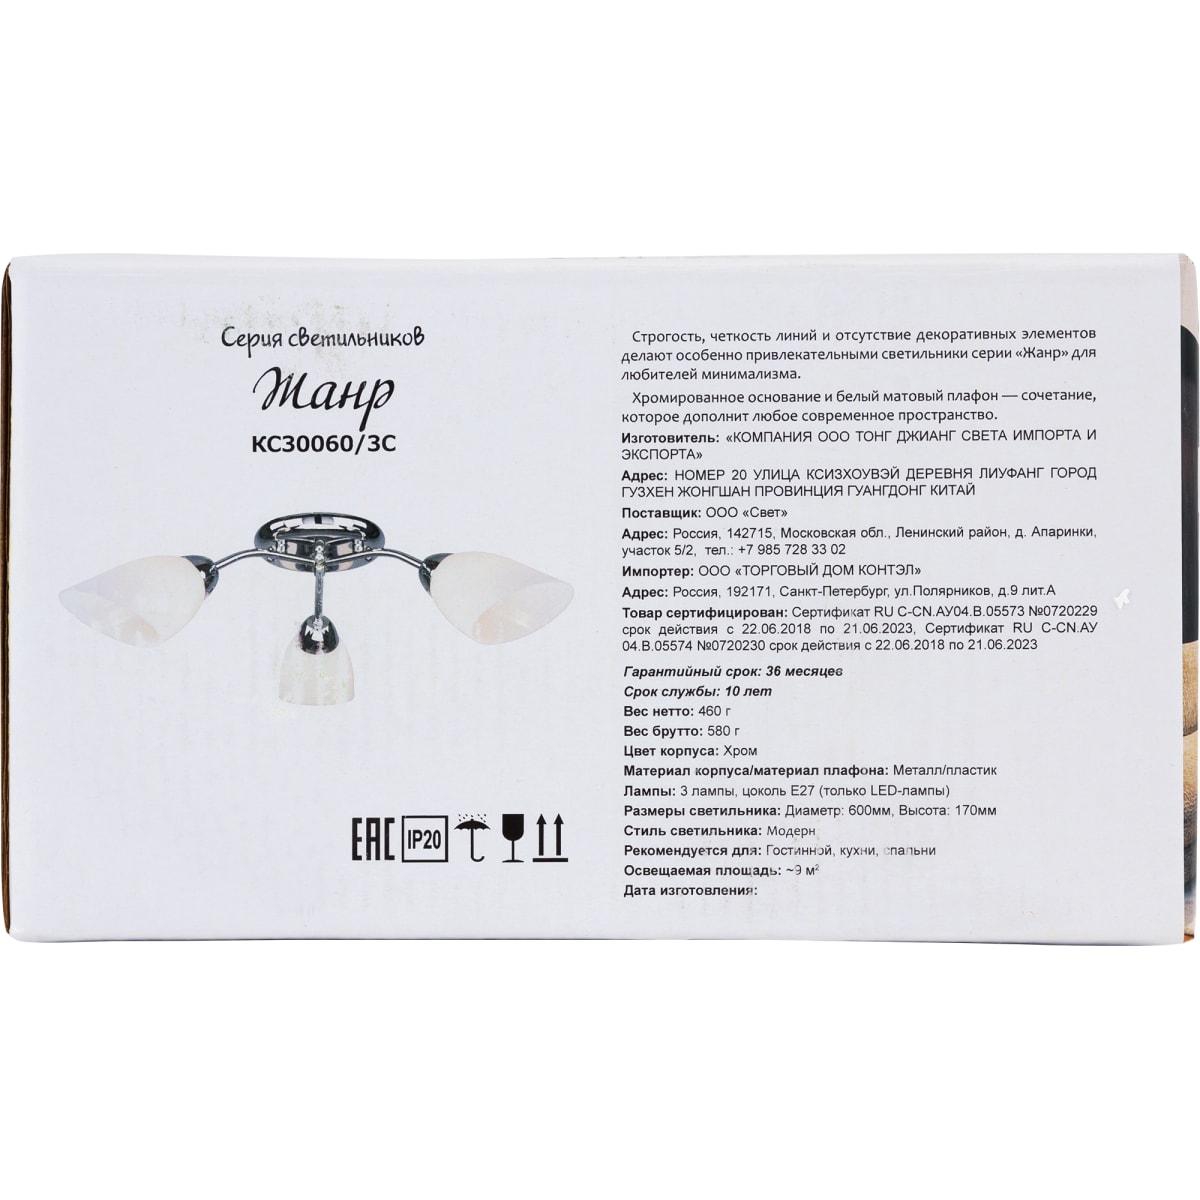 Серия светильников
Жанр
КС30060/3С
EAC
IP20
Строгость, четкость линий и отсутствие декоративных элементов
делают особенно привлекательными светильники серии «Жанр» для
любителей минимализма.
Хромированное основание и белый матовый плафон — сочетание,
которое дополнит любое современное пространство.
Изготовитель: «КОМПАНИЯ ООО ТОНГ ДЖИАНГ СВЕТА ИМПОРТА И
ЭКСПОРТА»
Адрес: НОМЕР 20 УЛИЦА КСИЗХОУВЭЙ ДЕРЕВНЯ ЛИУФАНГ ГОРОД
ГУЗХЕН ЖОНГШАН ПРОВИНЦИЯ ГУАНГДОНГ КИТАЙ
Поставщик: ООО «Свет»
Адрес: Россия, 142715, Московская обл., Ленинский район, д. Апаринки,
участок 5/2, тел.: +7 985 728 33 02
Импортер: ООО «ТОРГОВЫЙ ДОМ КОНТЭЛ»
Адрес: Россия, 192171, Санкт-Петербург, ул.Полярников, д.9 лит.А
Товар сертифицирован: Сертификат RU C-CN.АУ04.В.05573 №0720229
срок действия с 22.06.2018 по 21.06.2023, Сертификат RU C-CN.АУ
04.В.05574 №0720230 срок действия с 22.06.2018 по 21.06.2023
Гарантийный срок: 36 месяцев
Срок службы: 10 лет
Вес нетто: 460 г
Вес брутто: 580 г
Цвет корпуса: Хром
Материал корпуса/материал плафона: Металл/пластик
Лампы: 3 лампы, цоколь Е27 (только LED-лампы)
Размеры светильника: Диаметр: 600мм, Высота: 170мм
Стиль светильника: Модерн
Рекомендуется для: Гостинной, кухни, спальни
Освещаемая площадь: ~9 м²
Дата изготовления: